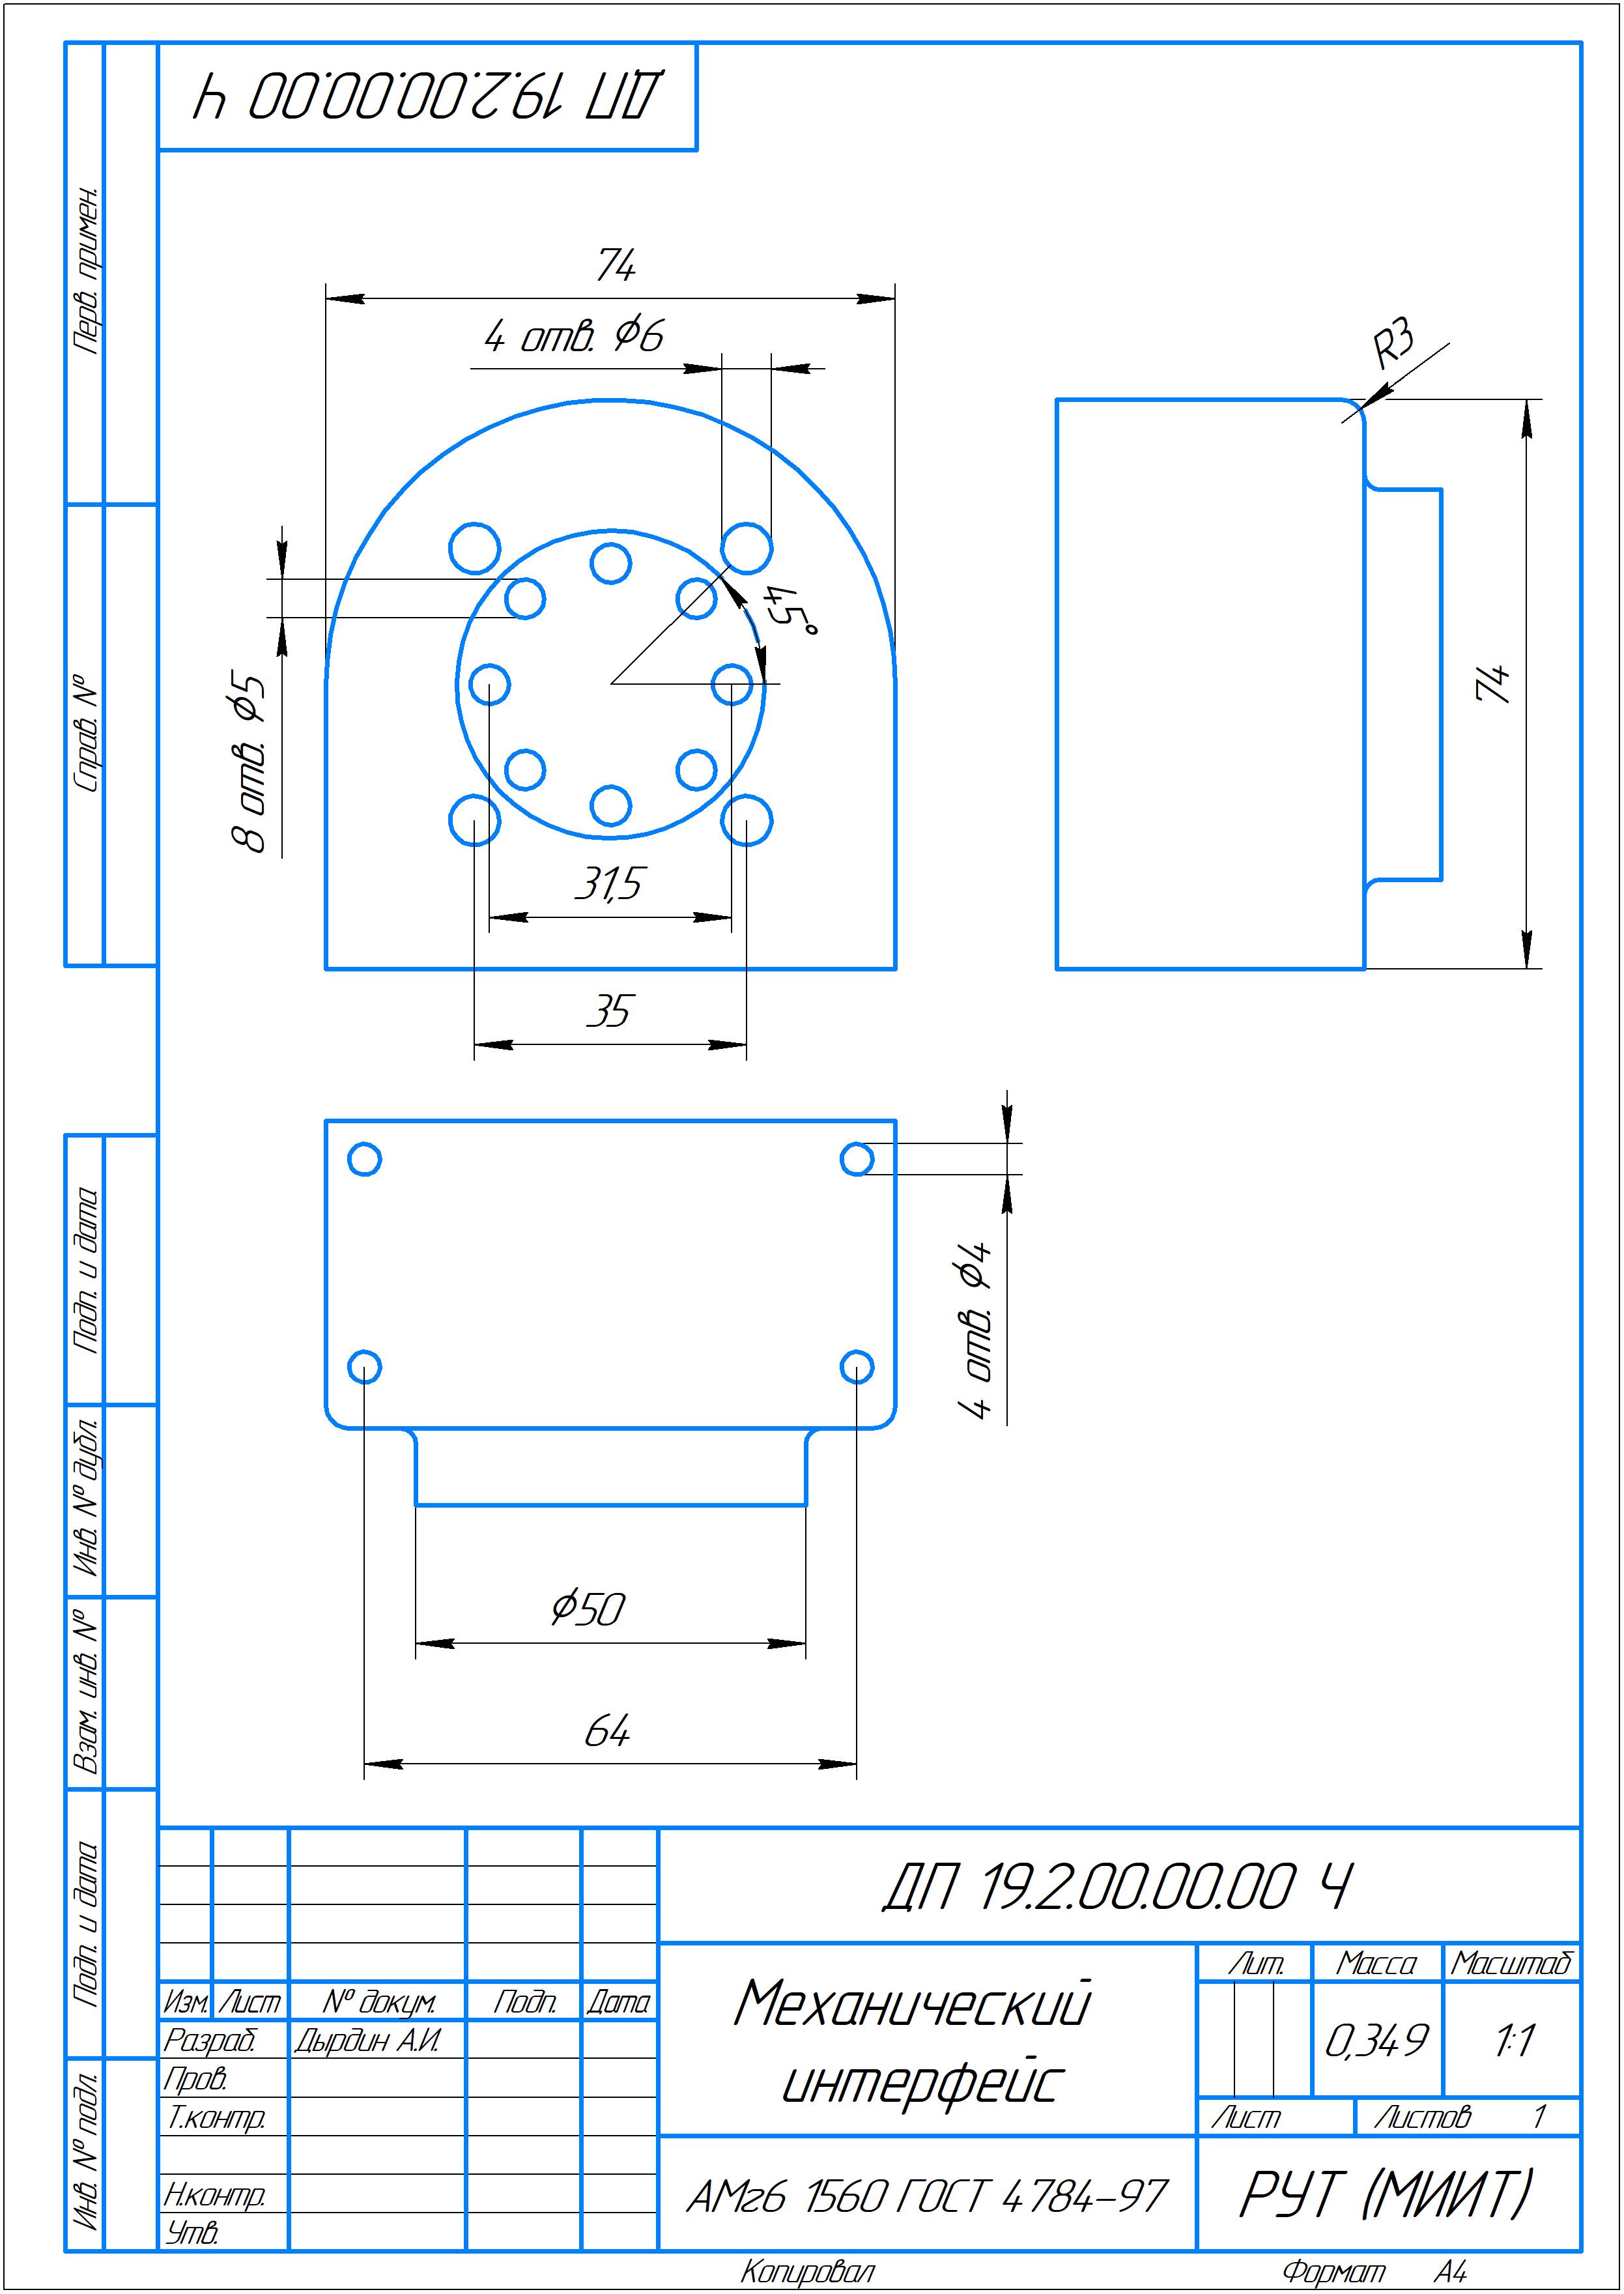 ДП 19.2.00.00.00 Ч
Перв. примен.
Справ. №
Подп. и дата
Инв. № дубл.
Взам. инв. №
Подп. и дата
Инв. № подл.
74
4 отв. ϕ6
R3
45°
8 отв. ϕ5
74
31,5
35
4 отв. ϕ4
ϕ50
64
ДП 19.2.00.00.00 Ч
Механический
интерфейс
Лит. Масса Масштаб
0,349 1:1
Лист Листов 1
Изм. Лист № докум. Подп. Дата
Разраб. Дырдин А.И.
Пров.
Т.контр.
Н.контр.
Утв.
АМг6 1560 ГОСТ 4784-97
РУТ (МИИТ)
Копировал Формат А4